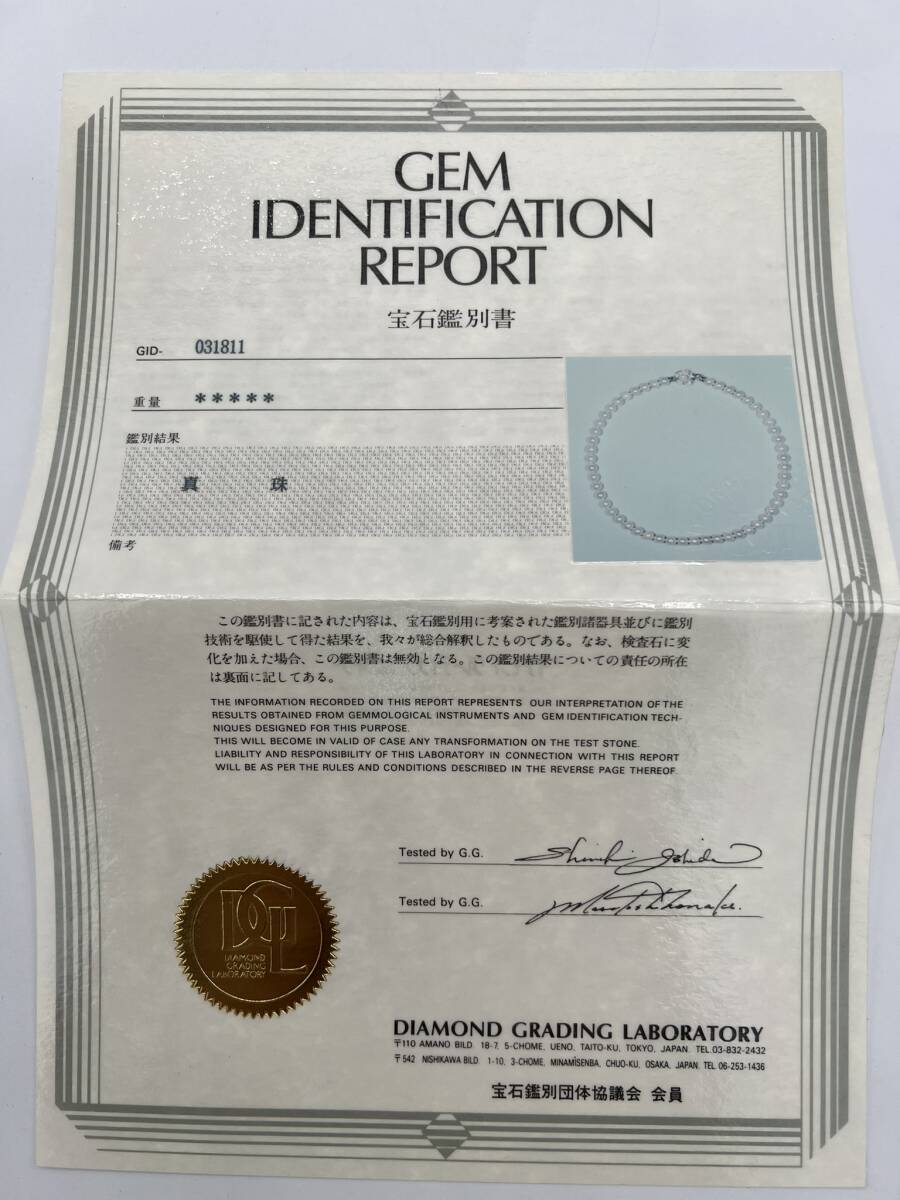 GEM
IDENTIFICATION
REPORT
宝石鑑別書
GID- 031811
重量 *****
鑑別結果
真 珠
備考
この鑑別書に記された内容は、宝石鑑別用に考案された鑑別諸器具並びに鑑別
技術を駆使して得た結果を、我々が総合解釈したものである。なお、検査石に変
化を加えた場合、この鑑別書は無効となる。この鑑別結果についての責任の所在
は裏面に記してある。
THE INFORMATION RECORDED ON THIS REPORT REPRESENTS OUR INTERPRETATION OF THE
RESULTS OBTAINED FROM GEMMOLOGICAL INSTRUMENTS AND GEM IDENTIFICATION TECH-
NIQUES DESIGNED FOR THIS PURPOSE.
THIS WILL BECOME IN VALID OF CASE ANY TRANSFORMATION ON THE TEST STONE.
LIABILITY AND RESPONSIBILITY OF THIS LABORATORY IN CONNECTION WITH THIS REPORT
WILL BE AS PER THE RULES AND CONDITIONS DESCRIBED IN THE REVERSE PAGE THEREOF.
Tested by G.G.
Tested by G.G.
DGL
DIAMOND
GRADING
LABORATORY
DIAMOND GRADING LABORATORY
〒110 AMANO BILD 18-7, 5-CHOME, UENO, TAITO-KU, TOKYO, JAPAN TEL.03-832-2432
〒542 NISHIKAWA BILD. 1-10, 3-CHOME, MINAMISENBA, CHUO-KU, OSAKA, JAPAN. TEL 06-253-1436
宝石鑑別団体協議会 会員